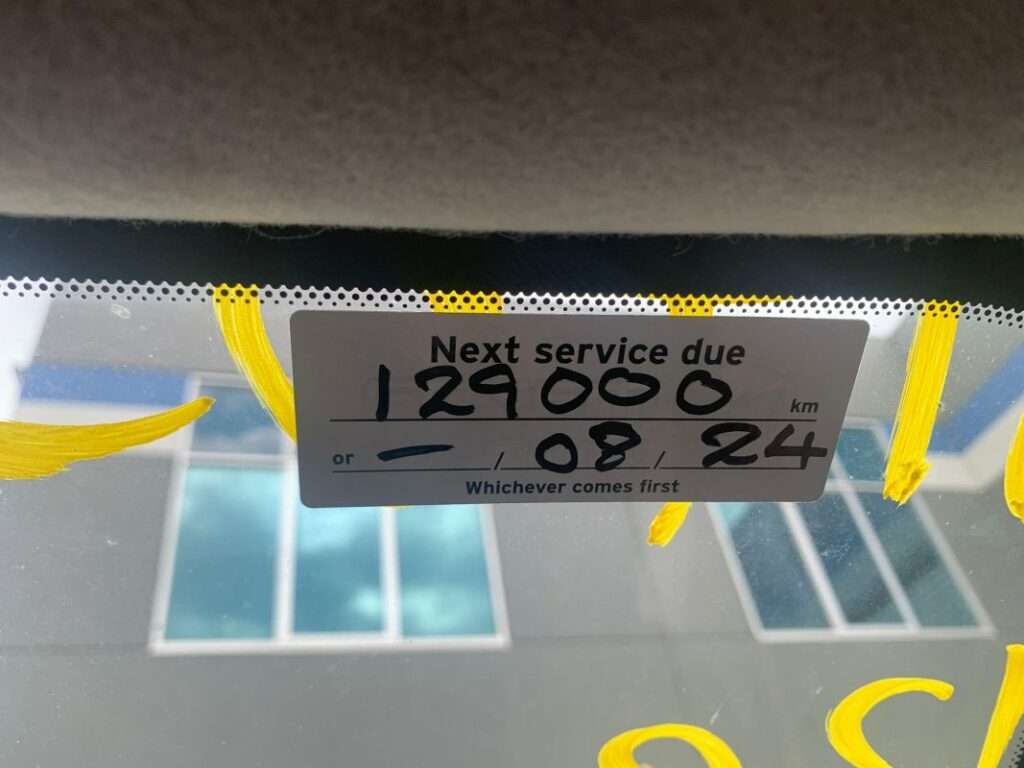 Next service due
129000 km
or - / 08 / 24
Whichever comes first